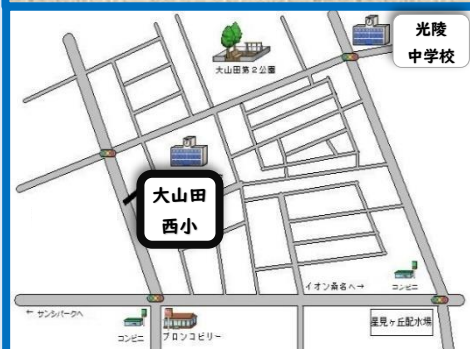 光陵
中学校
大山田第2公園
大山田
西小
イオン桑名へ→
コンビニ
← サンシパークへ
コンビニ
ブロンコビリー
星見ヶ丘配水場